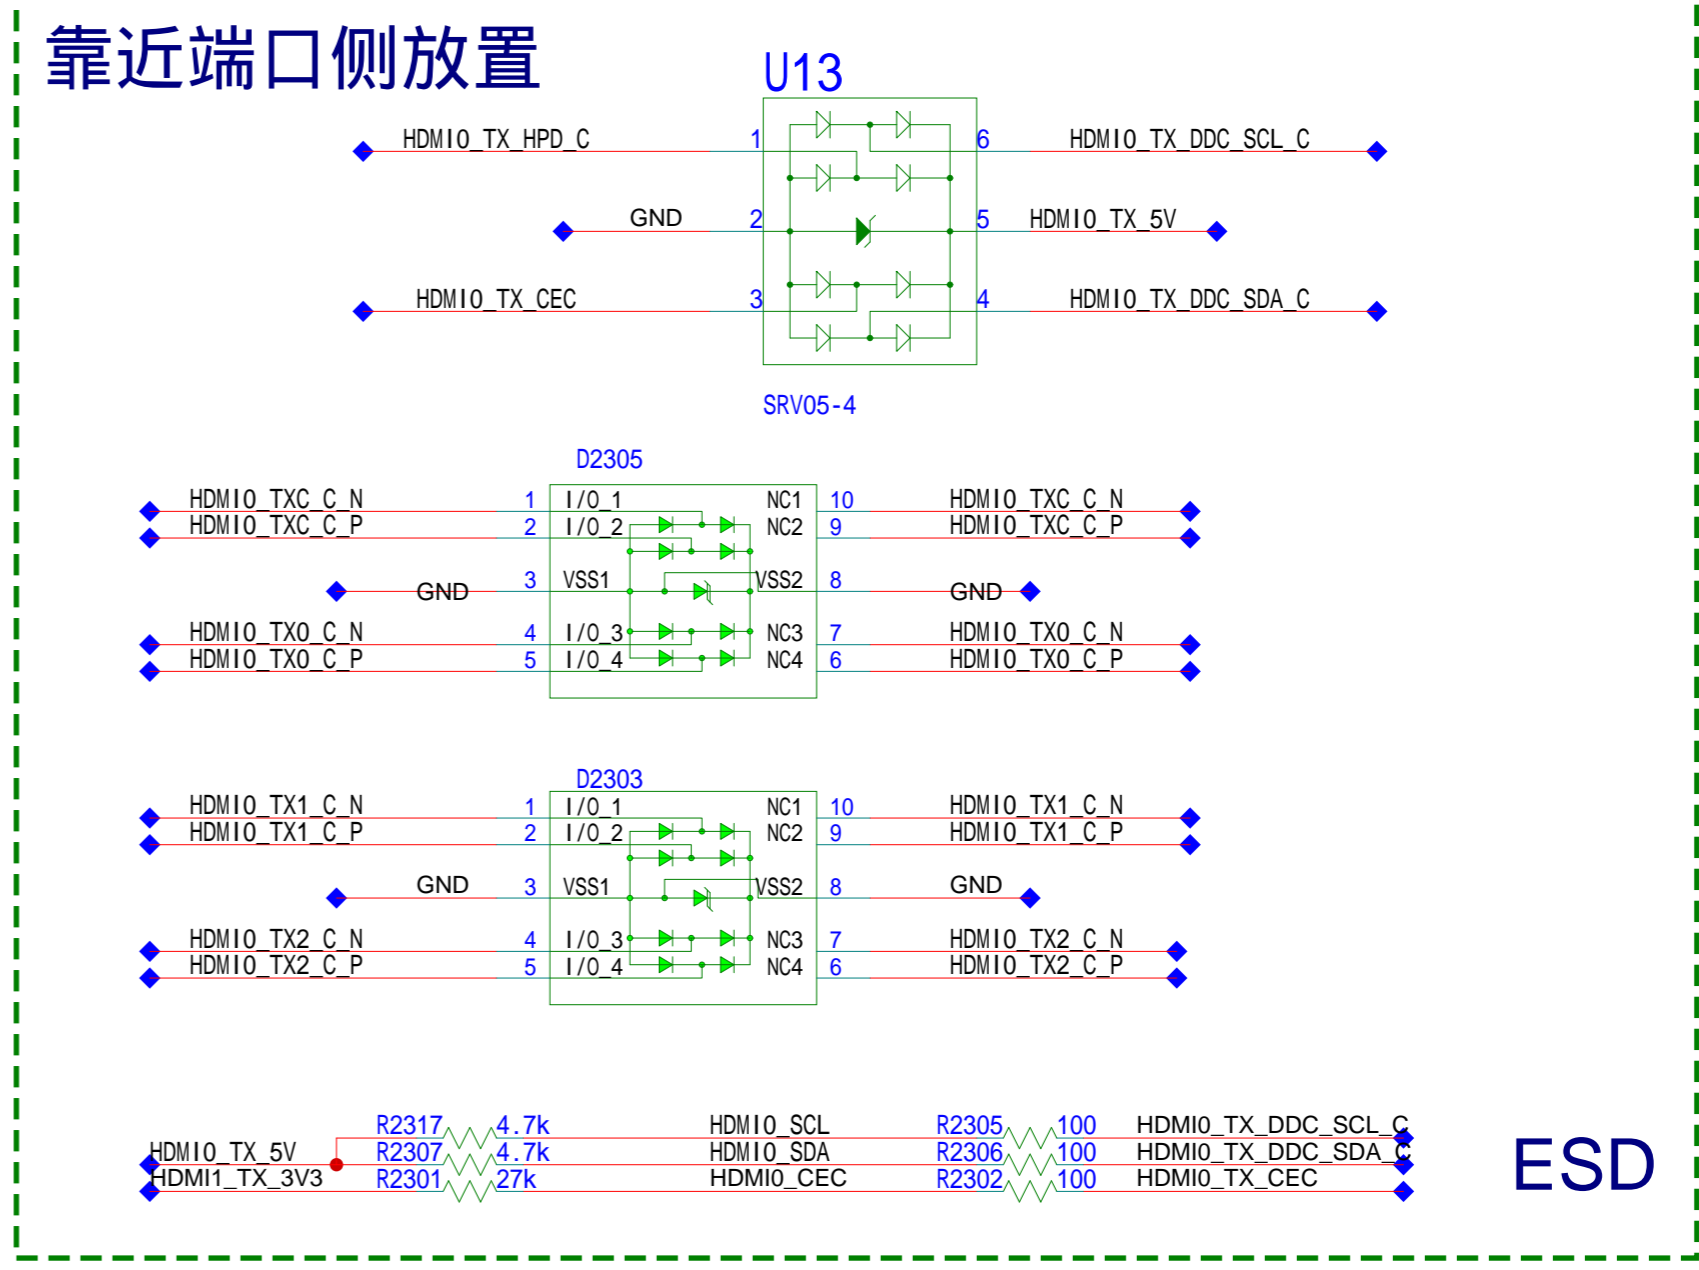 靠近端口侧放置
U13
HDMI0_TX_HPD_C 1 6 HDMI0_TX_DDC_SCL_C
GND 2 5 HDMI0_TX_5V
HDMI0_TX_CEC 3 4 HDMI0_TX_DDC_SDA_C
SRV05-4
D2305
HDMI0_TXC_C_N 1 I/O_1 NC1 10 HDMI0_TXC_C_N
HDMI0_TXC_C_P 2 I/O_2 NC2 9 HDMI0_TXC_C_P
GND 3 VSS1 VSS2 8 GND
HDMI0_TX0_C_N 4 I/O_3 NC3 7 HDMI0_TX0_C_N
HDMI0_TX0_C_P 5 I/O_4 NC4 6 HDMI0_TX0_C_P
D2303
HDMI0_TX1_C_N 1 I/O_1 NC1 10 HDMI0_TX1_C_N
HDMI0_TX1_C_P 2 I/O_2 NC2 9 HDMI0_TX1_C_P
GND 3 VSS1 VSS2 8 GND
HDMI0_TX2_C_N 4 I/O_3 NC3 7 HDMI0_TX2_C_N
HDMI0_TX2_C_P 5 I/O_4 NC4 6 HDMI0_TX2_C_P
R2317 4.7k HDMI0_SCL R2305 100 HDMI0_TX_DDC_SCL_C
HDMI0_TX_5V R2307 4.7k HDMI0_SDA R2306 100 HDMI0_TX_DDC_SDA_C
HDMI1_TX_3V3 R2301 27k HDMI0_CEC R2302 100 HDMI0_TX_CEC
ESD